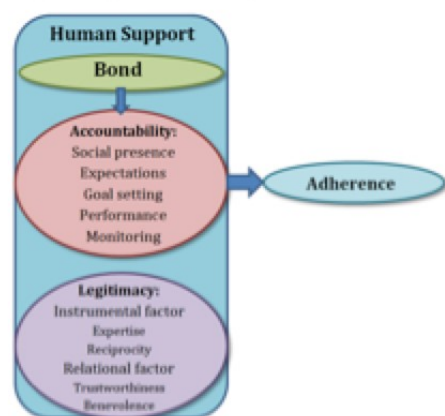 Human Support
Bond
Accountability:
Social presence
Expectations
Goal setting
Performance
Monitoring
Adherence
Legitimacy:
Instrumental factor
Expertise
Reciprocity
Relational factor
Trustworthiness
Benevolence